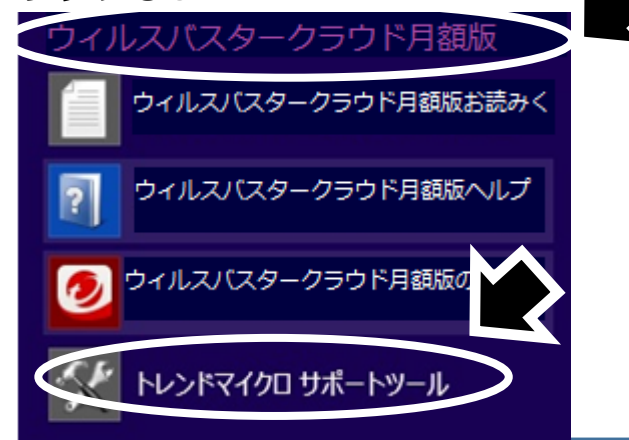 ウィルスバスタークラウド月額版
ウィルスバスタークラウド月額版お読みく
ウィルスバスタークラウド月額版ヘルプ
ウィルスバスタークラウド月額版の
トレンドマイクロ サポートツール